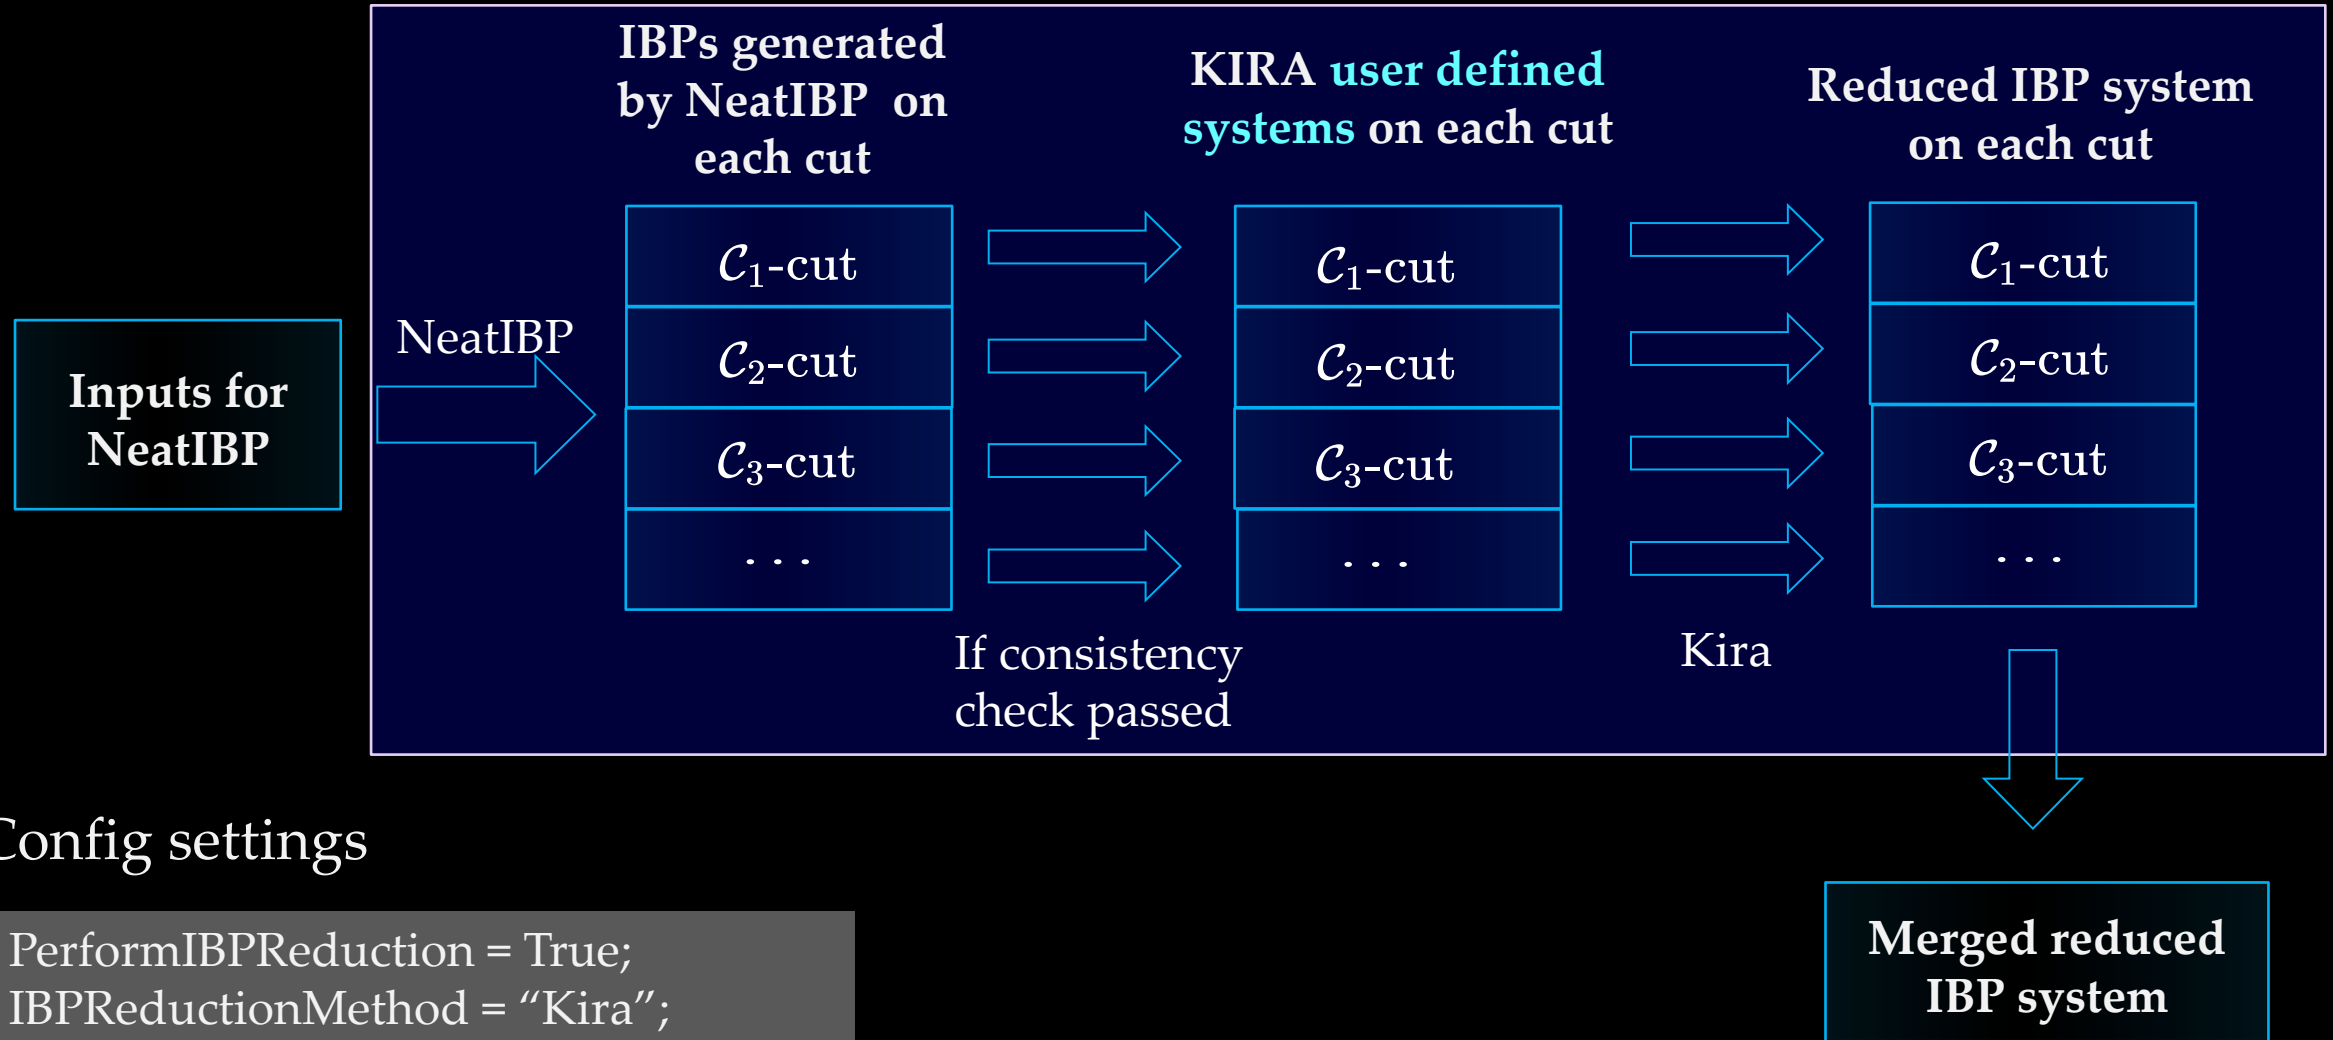 IBPs generated
by NeatIBP on
each cut
KIRA user defined
systems on each cut
Reduced IBP system
on each cut
Inputs for
NeatIBP
NeatIBP
𝒞₁-cut
𝒞₂-cut
𝒞₃-cut
...
If consistency
check passed
𝒞₁-cut
𝒞₂-cut
𝒞₃-cut
...
Kira
𝒞₁-cut
𝒞₂-cut
𝒞₃-cut
...
Merged reduced
IBP system
Config settings
PerformIBPReduction = True;
IBPReductionMethod = “Kira”;